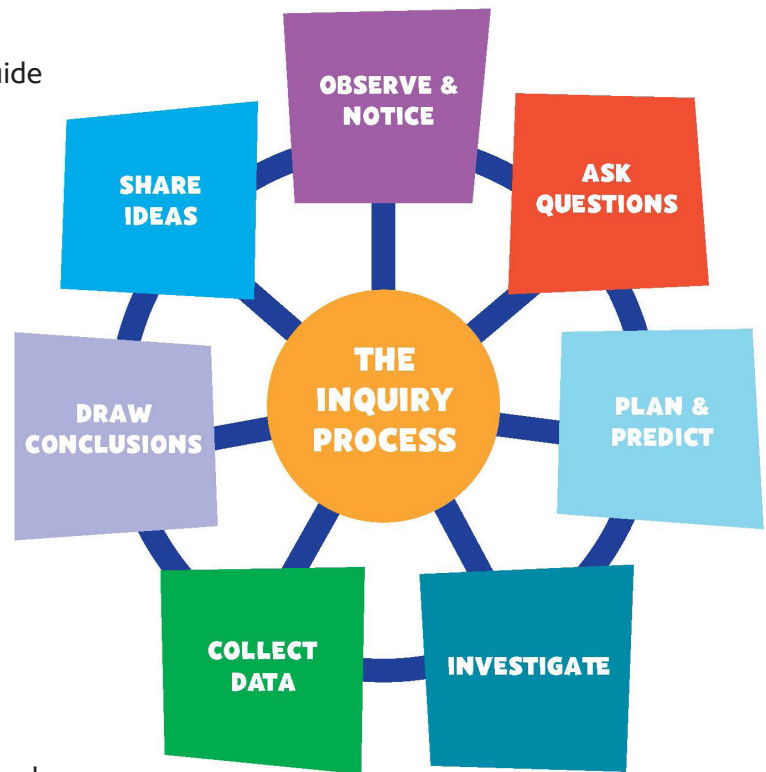 OBSERVE &
NOTICE
ASK
QUESTIONS
PLAN &
PREDICT
INVESTIGATE
COLLECT
DATA
DRAW
CONCLUSIONS
SHARE
IDEAS
THE
INQUIRY
PROCESS